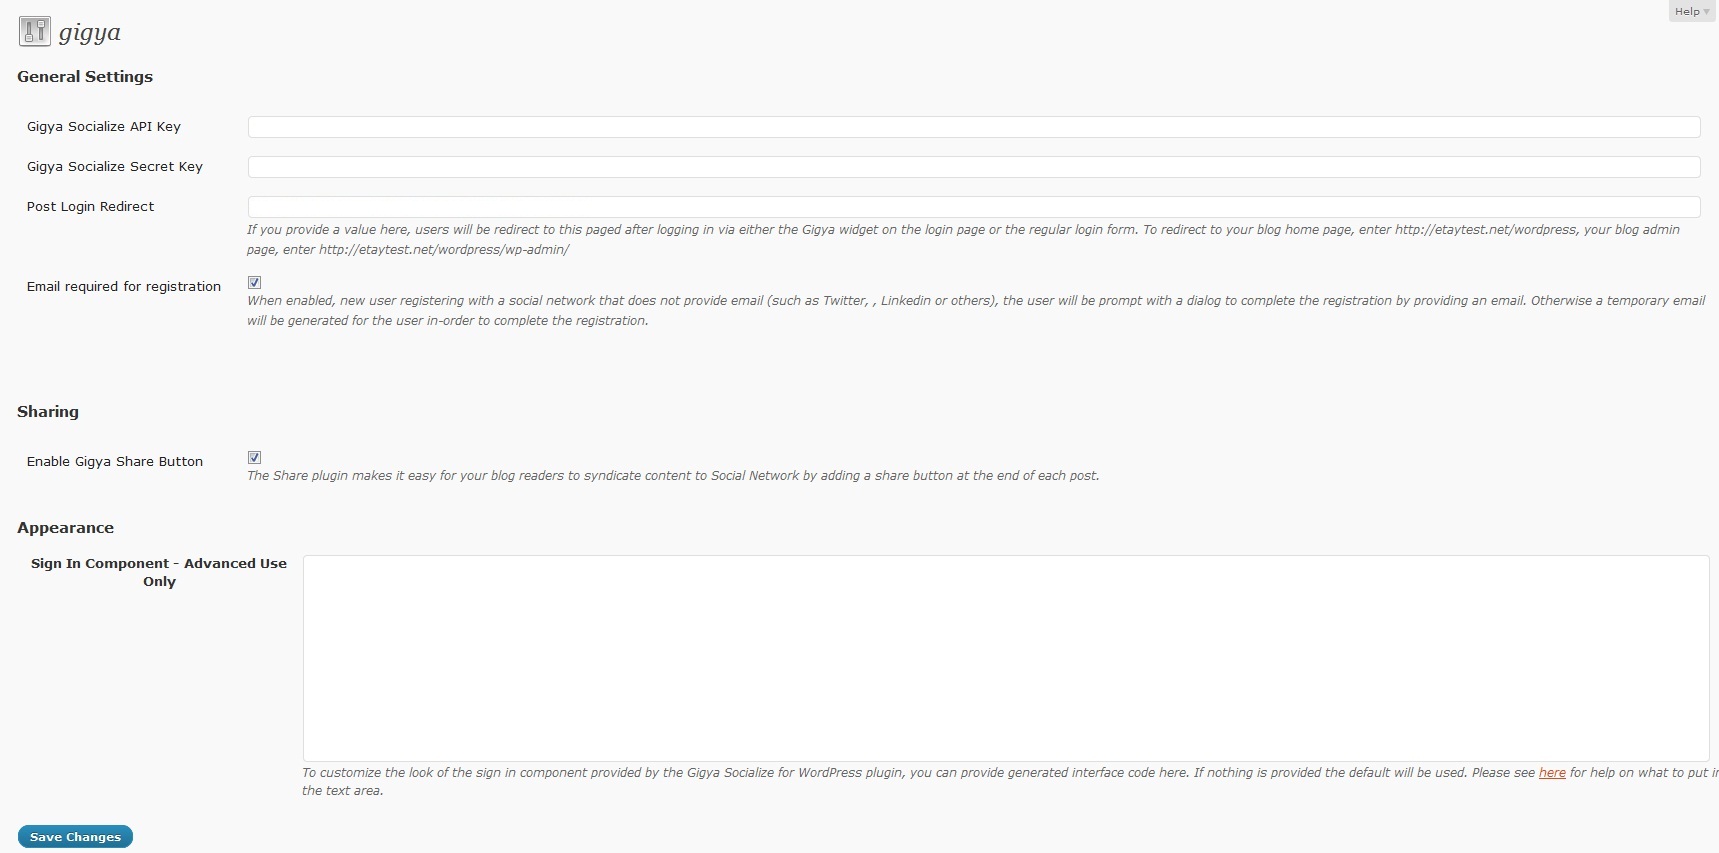 Help
gigya
General Settings
Gigya Socialize API Key
Gigya Socialize Secret Key
Post Login Redirect
If you provide a value here, users will be redirect to this paged after logging in via either the Gigya widget on the login page or the regular login form. To redirect to your blog home page, enter http://etaytest.net/wordpress, your blog admin
page, enter http://etaytest.net/wordpress/wp-admin/
Email required for registration
When enabled, new user registering with a social network that does not provide email (such as Twitter, , Linkedin or others), the user will be prompt with a dialog to complete the registration by providing an email. Otherwise a temporary email
will be generated for the user in-order to complete the registration.
Sharing
Enable Gigya Share Button
The Share plugin makes it easy for your blog readers to syndicate content to Social Network by adding a share button at the end of each post.
Appearance
Sign In Component - Advanced Use
Only
To customize the look of the sign in component provided by the Gigya Socialize for WordPress plugin, you can provide generated interface code here. If nothing is provided the default will be used. Please see here for help on what to put in
the text area.
Save Changes